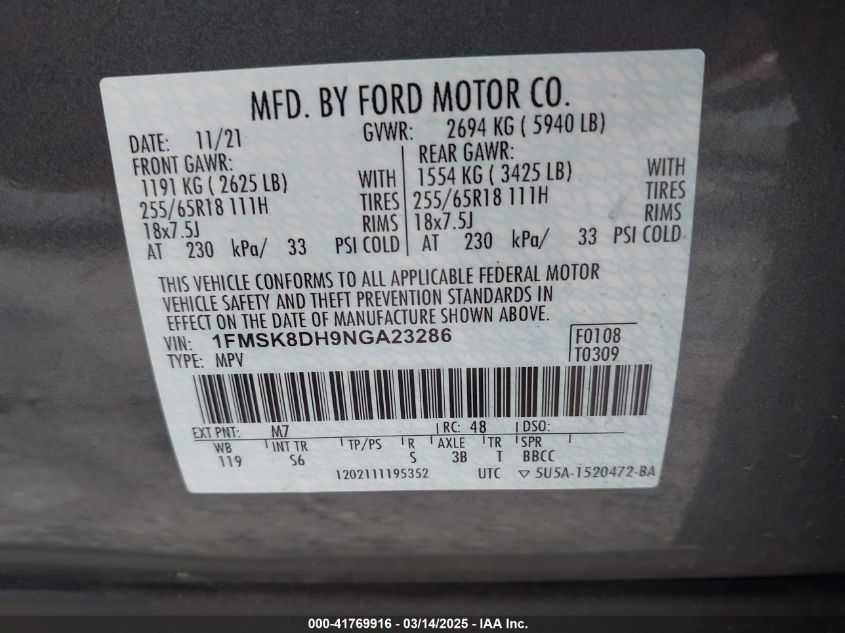 MFD. BY FORD MOTOR CO.
DATE: 11/21 GVWR: 2694 KG ( 5940 LB)
FRONT GAWR: REAR GAWR:
1191 KG ( 2625 LB) WITH 1554 KG ( 3425 LB) WITH
255/65R18 111H TIRES 255/65R18 111H TIRES
18x7.5J RIMS 18x7.5J RIMS
AT 230 kPa/ 33 PSI COLD AT 230 kPa/ 33 PSI COLD
THIS VEHICLE CONFORMS TO ALL APPLICABLE FEDERAL MOTOR
VEHICLE SAFETY AND THEFT PREVENTION STANDARDS IN
EFFECT ON THE DATE OF MANUFACTURE SHOWN ABOVE.
VIN: 1FMSK8DH9NGA23286 F0108
TYPE: MPV T0309
EXT PNT: M7 RC: 48 DSO:
WB INT TR TP/PS R AXLE TR SPR
119 S6 S 3B T BBCC
1202111195352 UTC ▽ 5U5A-1520472-BA
000-41769916 - 03/14/2025 - IAA Inc.